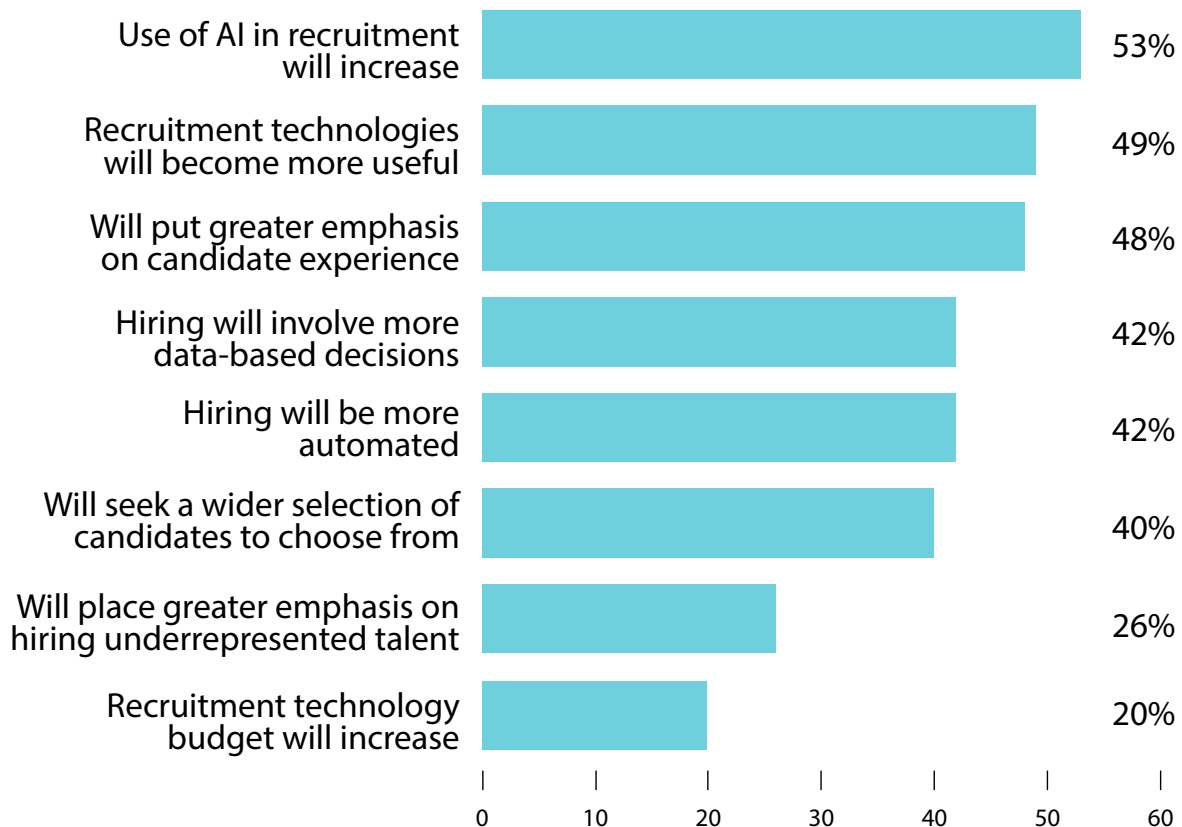 Use of AI in recruitment
will increase
53%
Recruitment technologies
will become more useful
49%
Will put greater emphasis
on candidate experience
48%
Hiring will involve more
data-based decisions
42%
Hiring will be more
automated
42%
Will seek a wider selection of
candidates to choose from
40%
Will place greater emphasis on
hiring underrepresented talent
26%
Recruitment technology
budget will increase
20%
0 10 20 30 40 50 60